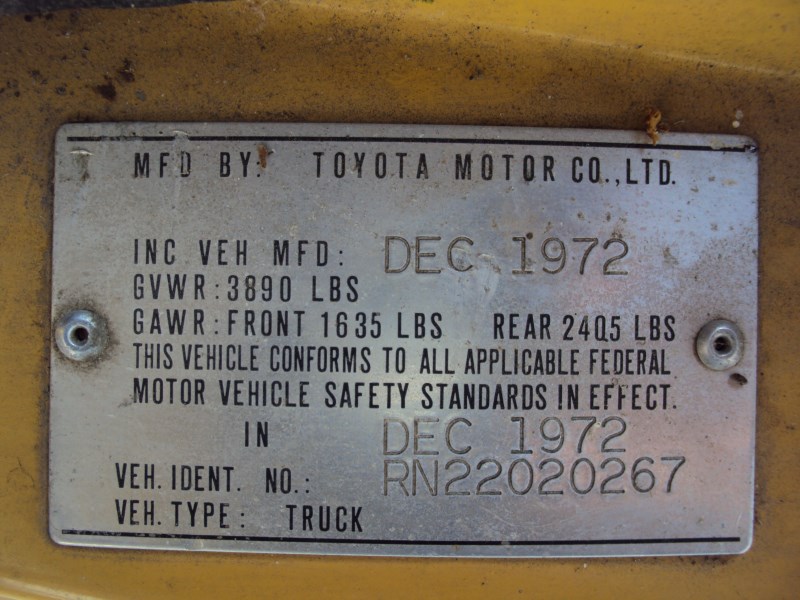 MFD BY: TOYOTA MOTOR CO.,LTD.
INC VEH MFD: DEC 1972
GVWR:3890 LBS
GAWR:FRONT 1635 LBS REAR 2405 LBS
THIS VEHICLE CONFORMS TO ALL APPLICABLE FEDERAL
MOTOR VEHICLE SAFETY STANDARDS IN EFFECT.
IN DEC 1972
VEH. IDENT. NO.: RN22020267
VEH. TYPE: TRUCK